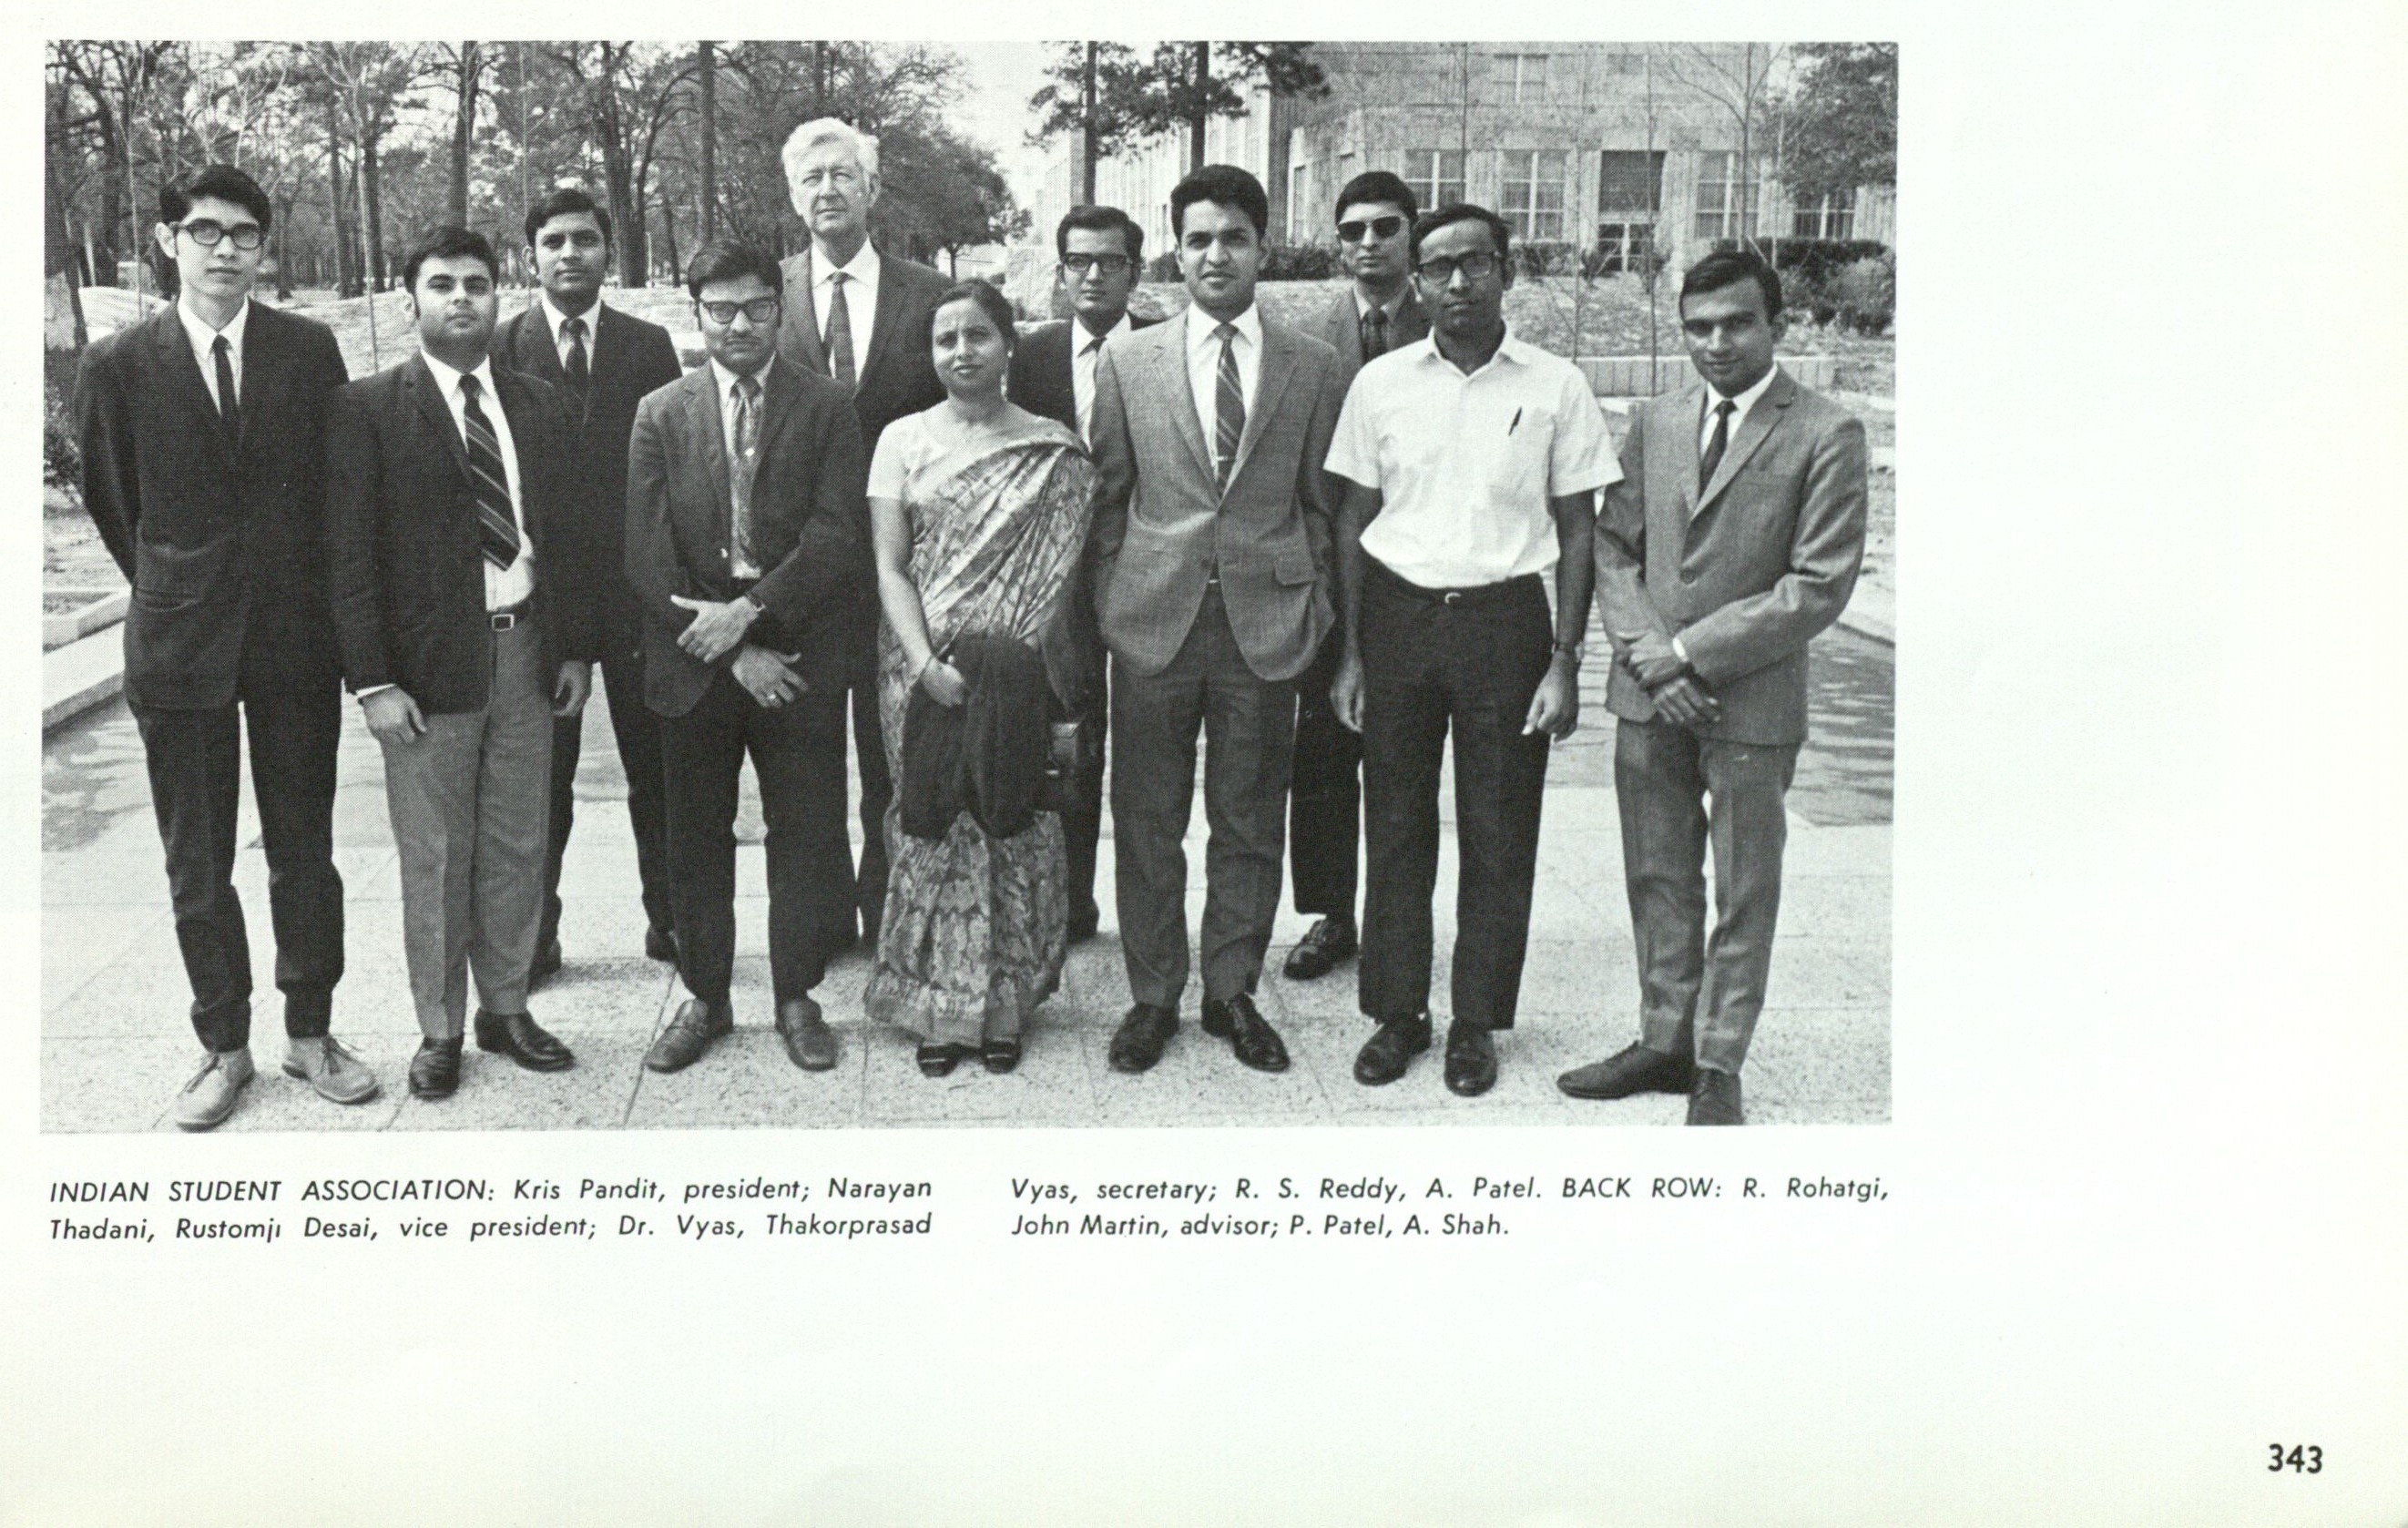 INDIAN STUDENT ASSOCIATION: Kris Pandit, president; Narayan
Thadani, Rustomji Desai, vice president; Dr. Vyas, Thakorprasad
Vyas, secretary; R. S. Reddy, A. Patel. BACK ROW: R. Rohatgi,
John Martin, advisor; P. Patel, A. Shah.
343